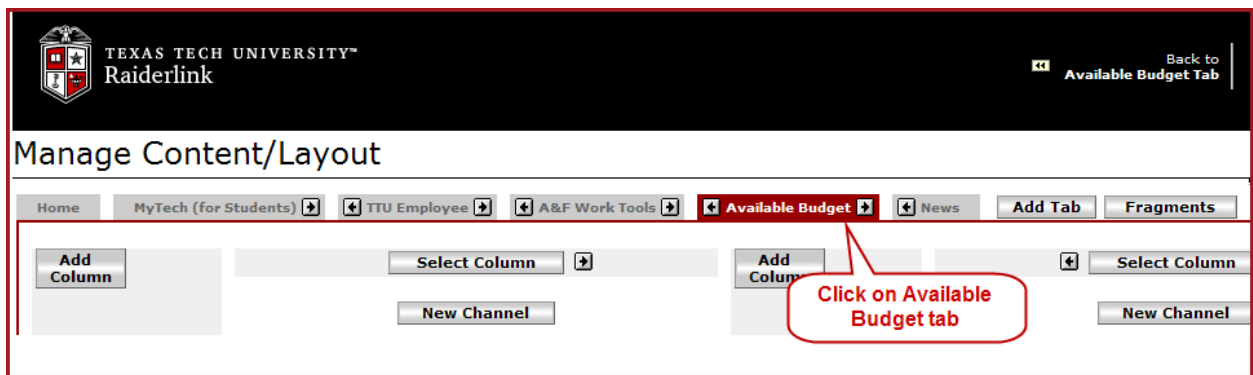 TEXAS TECH UNIVERSITY™
Raiderlink
Back to
Available Budget Tab
Manage Content/Layout
Home MyTech (for Students) TTU Employee A&F Work Tools Available Budget News Add Tab Fragments
Add
Column
Select Column
Add
Colum
Select Column
New Channel
New Channel
Click on Available
Budget tab